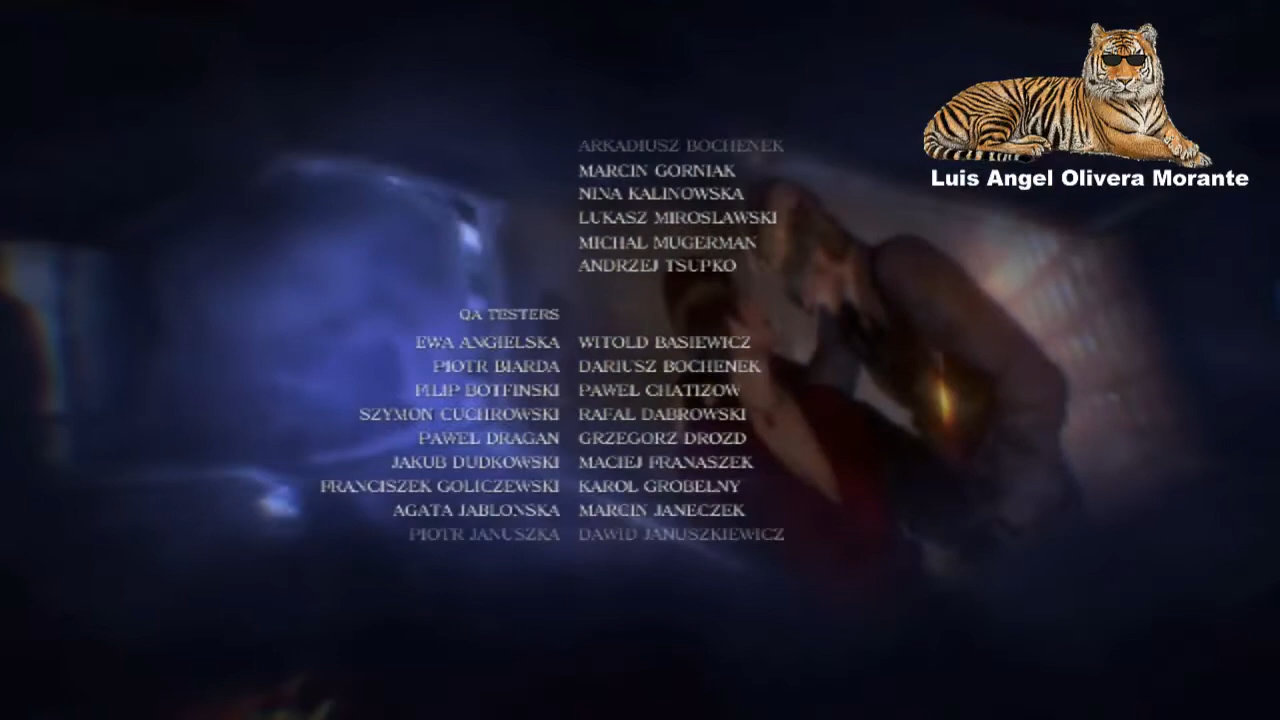 Luis Angel Olivera Morante
ARKADIUSZ BOCHENEK
MARCIN GORNIAK
NINA KALINOWSKA
LUKASZ MIROSLAWSKI
MICHAL MUGERMAN
ANDRZEJ TSUPKO
QA TESTERS
EWA ANGIELSKA WITOLD BASIEWICZ
PIOTR BIARDA DARIUSZ BOCHENEK
FILIP BOTFINSKI PAWEL CHATIZOW
SZYMON CUCHROWSKI RAFAL DABROWSKI
PAWEL DRAGAN GRZEGORZ DROZD
JAKUB DUDKOWSKI MACIEJ FRANASZEK
FRANCISZEK GOLICZEWSKI KAROL GROBELNY
AGATA JABLONSKA MARCIN JANECZEK
PIOTR JANUSZKA DAWID JANUSZKIEWICZ